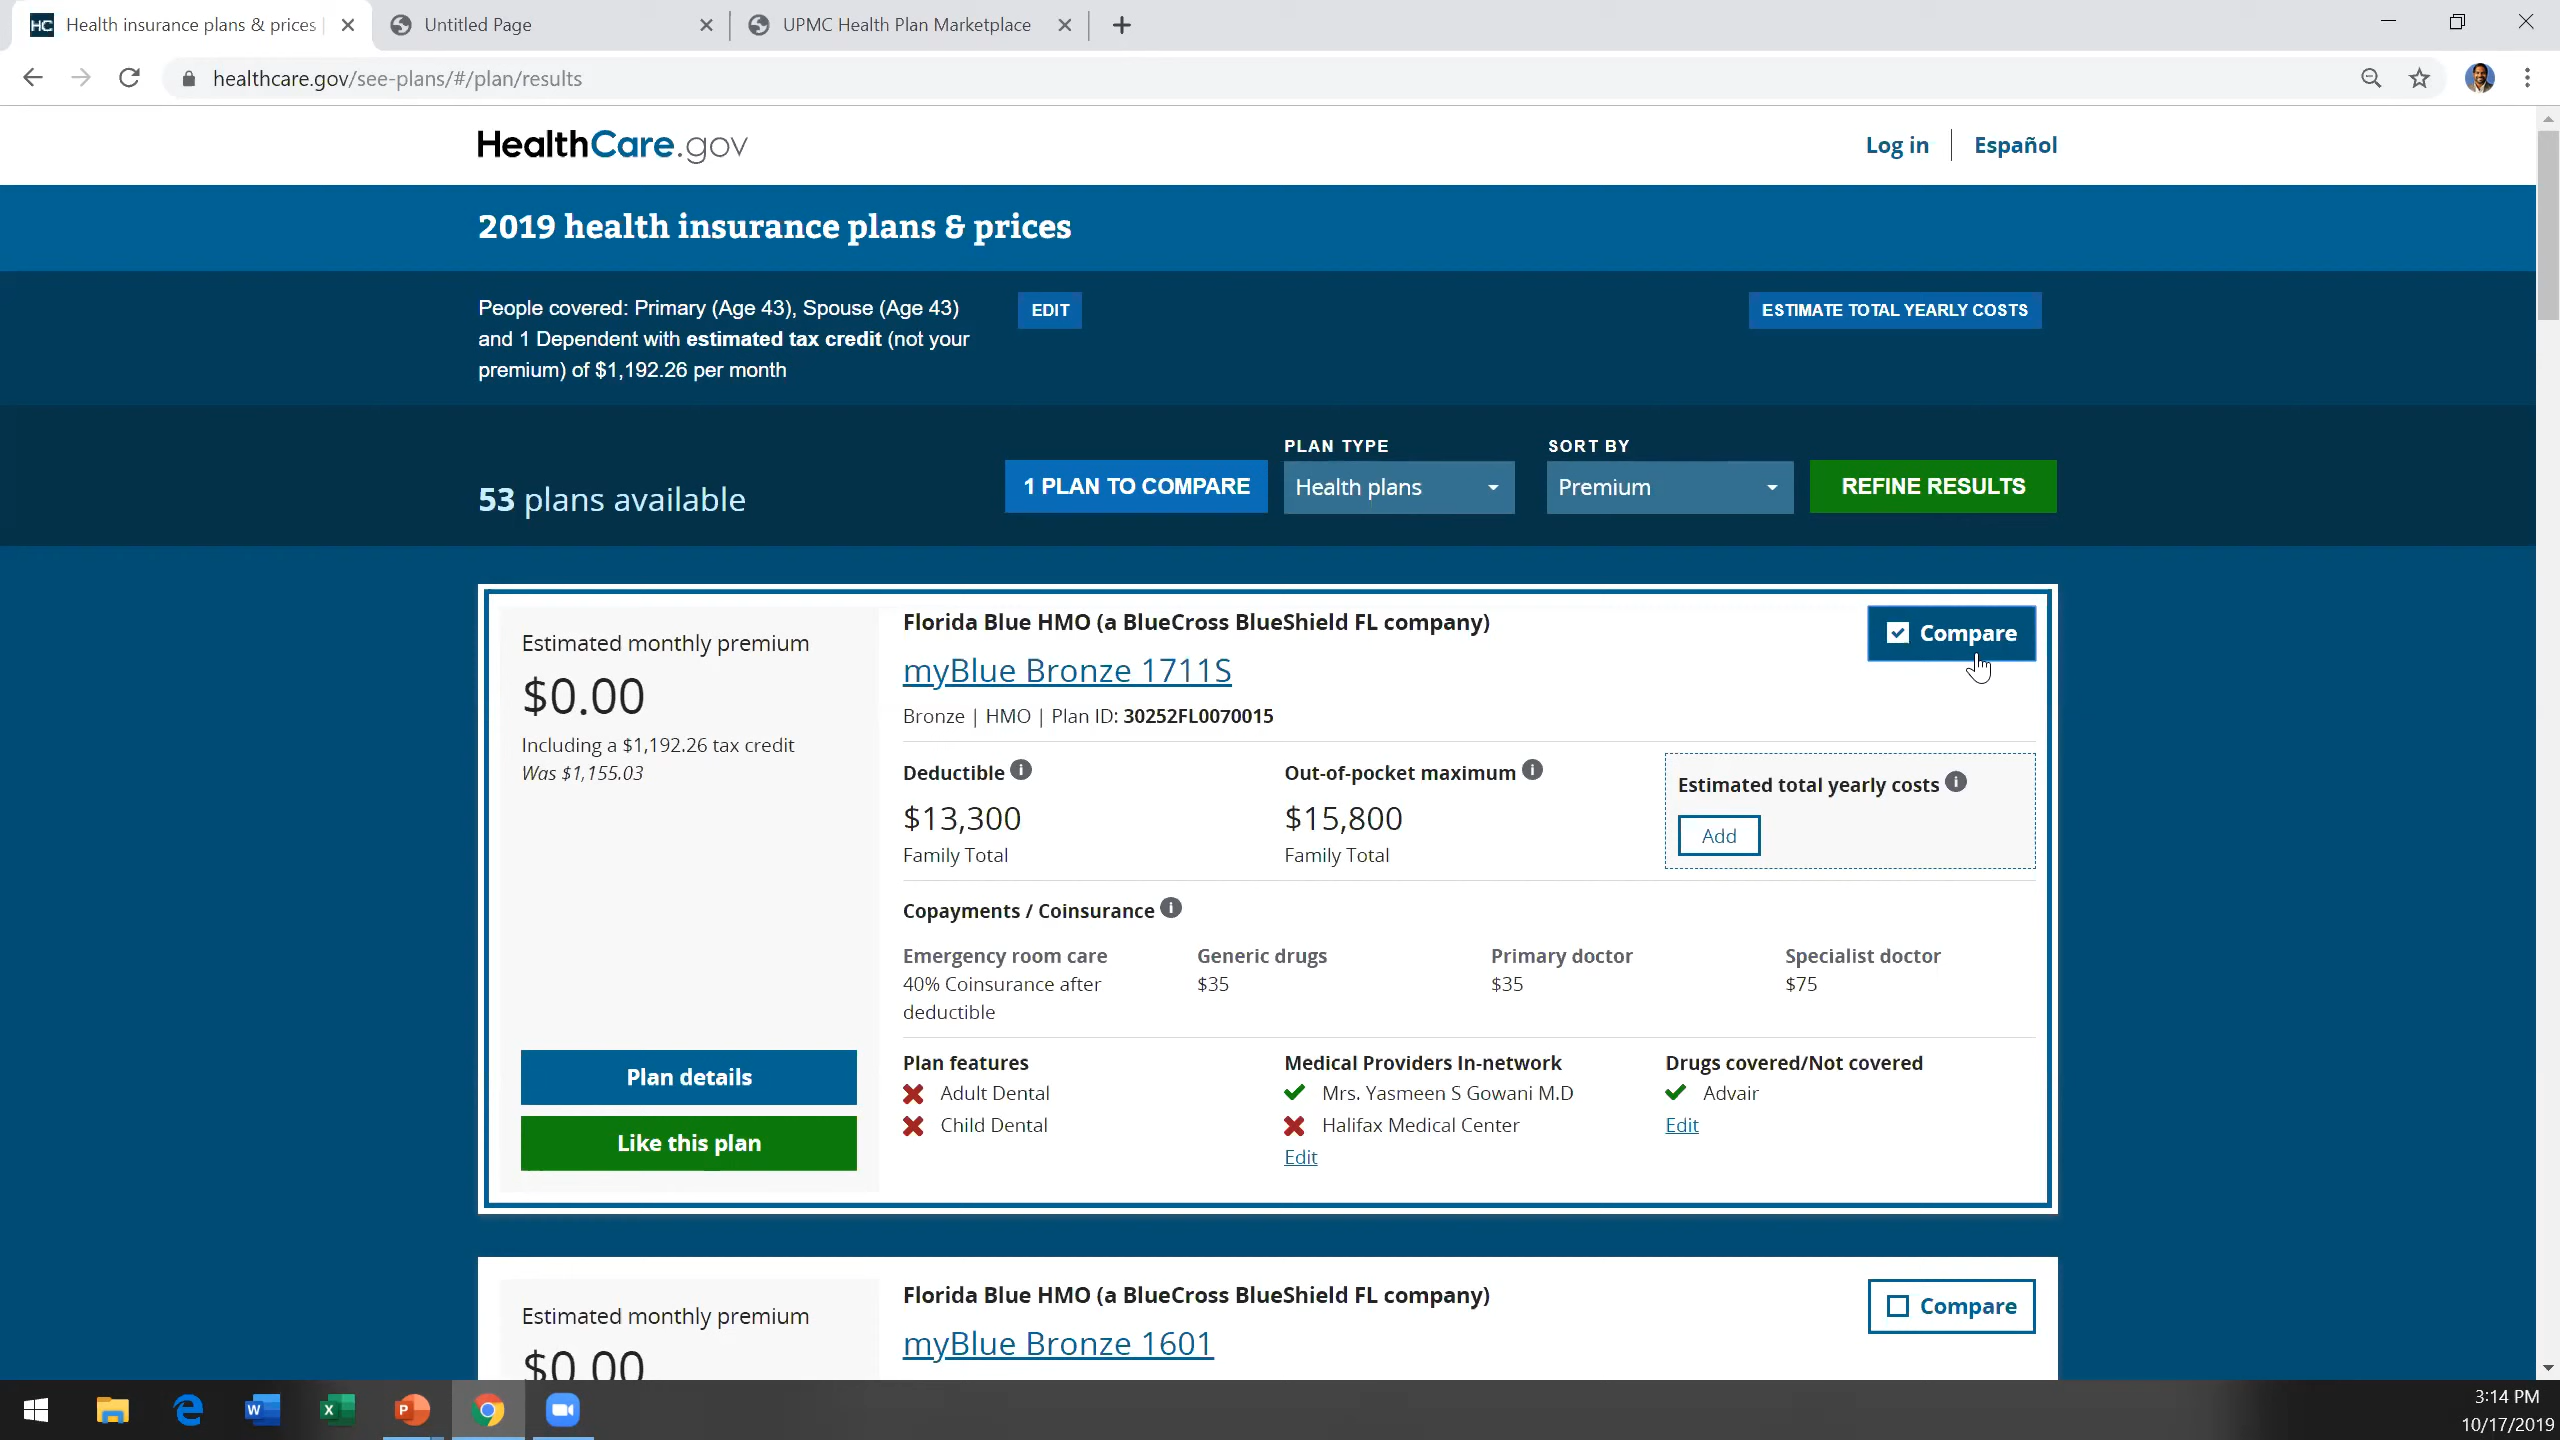 HC Health insurance plans & prices
Untitled Page
UPMC Health Plan Marketplace
healthcare.gov/see-plans/#/plan/results
HealthCare.gov
Log in
Español
2019 health insurance plans & prices
People covered: Primary (Age 43), Spouse (Age 43)
and 1 Dependent with estimated tax credit (not your
premium) of $1,192.26 per month
EDIT
ESTIMATE TOTAL YEARLY COSTS
53 plans available
1 PLAN TO COMPARE
PLAN TYPE
Health plans
SORT BY
Premium
REFINE RESULTS
Estimated monthly premium
$0.00
Including a $1,192.26 tax credit
Was $1,155.03
Plan details
Like this plan
Florida Blue HMO (a BlueCross BlueShield FL company)
Compare
myBlue Bronze 1711S
Bronze | HMO | Plan ID: 30252FL0070015
Deductible
$13,300
Family Total
Out-of-pocket maximum
$15,800
Family Total
Estimated total yearly costs
Add
Copayments / Coinsurance
Emergency room care
40% Coinsurance after
deductible
Generic drugs
$35
Primary doctor
$35
Specialist doctor
$75
Plan features
Adult Dental
Child Dental
Medical Providers In-network
Mrs. Yasmeen S Gowani M.D
Halifax Medical Center
Edit
Drugs covered/Not covered
Advair
Edit
Estimated monthly premium
$0.00
Florida Blue HMO (a BlueCross BlueShield FL company)
Compare
myBlue Bronze 1601
3:14 PM
10/17/2019